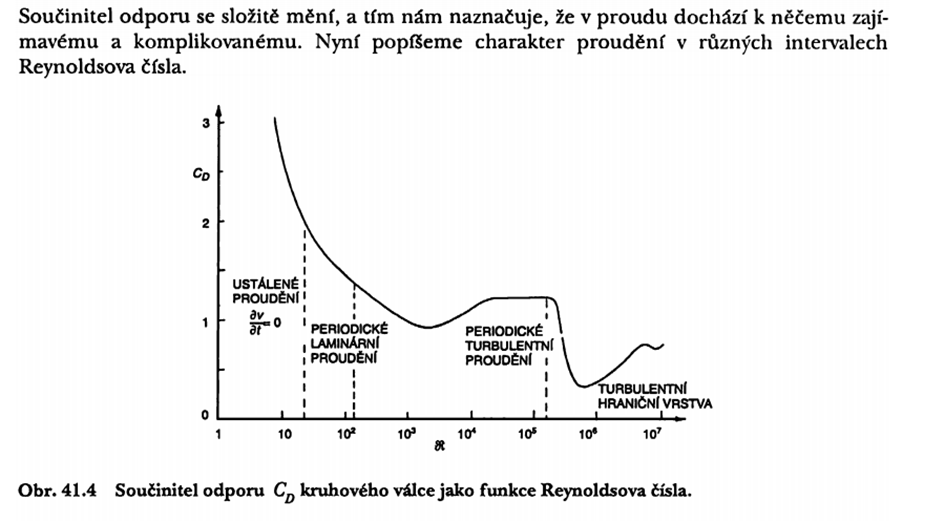 Součinitel odporu se složitě mění, a tím nám naznačuje, že v proudu dochází k něčemu zají-
mavému a komplikovanému. Nyní popíšeme charakter proudění v různých intervalech
Reynoldsova čísla.
3
C_D
2
USTÁLENÉ
PROUDĚNÍ
∂v/∂t=0
1
PERIODICKÉ
LAMINÁRNÍ
PROUDĚNÍ
PERIODICKÉ
TURBULENTNÍ
PROUDĚNÍ
TURBULENTNÍ
HRANIČNÍ VRSTVA
0
1 10 10² 10³ 10⁴ 10⁵ 10⁶ 10⁷
ℛ
Obr. 41.4 Součinitel odporu C_D kruhového válce jako funkce Reynoldsova čísla.